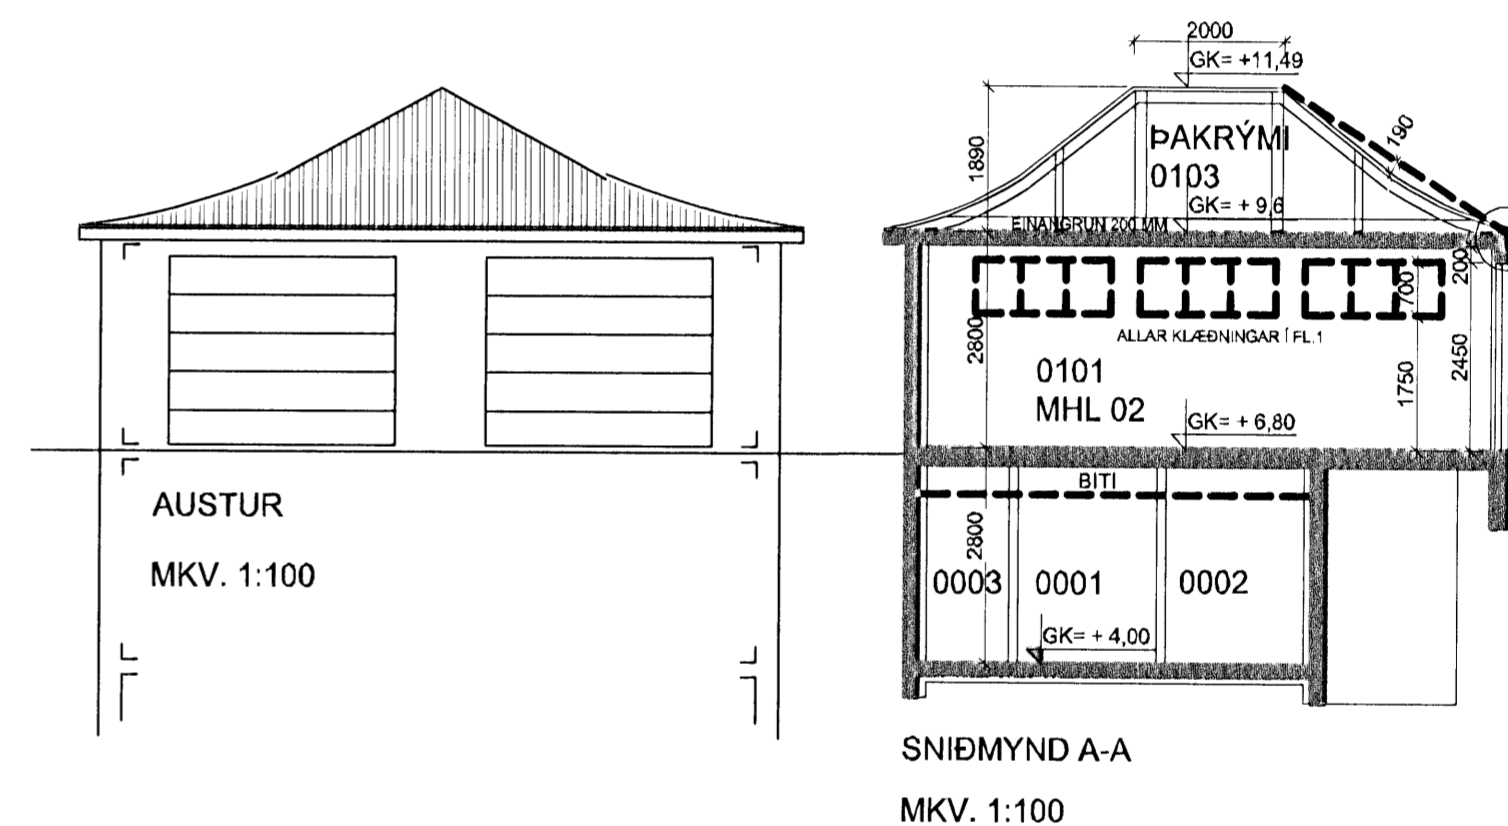 AUSTUR
MKV. 1:100
2000
GK= +11,49
1890
190
ÞAKRÝMI
0103
GK= + 9,6
EINANGRUN 200 MM
200
700
ALLAR KLÆÐNINGAR Í FL.1
2800
0101
MHL 02
1750
2450
GK= + 6,80
BITI
2800
0003
0001
0002
GK= + 4,00
SNIÐMYND A-A
MKV. 1:100